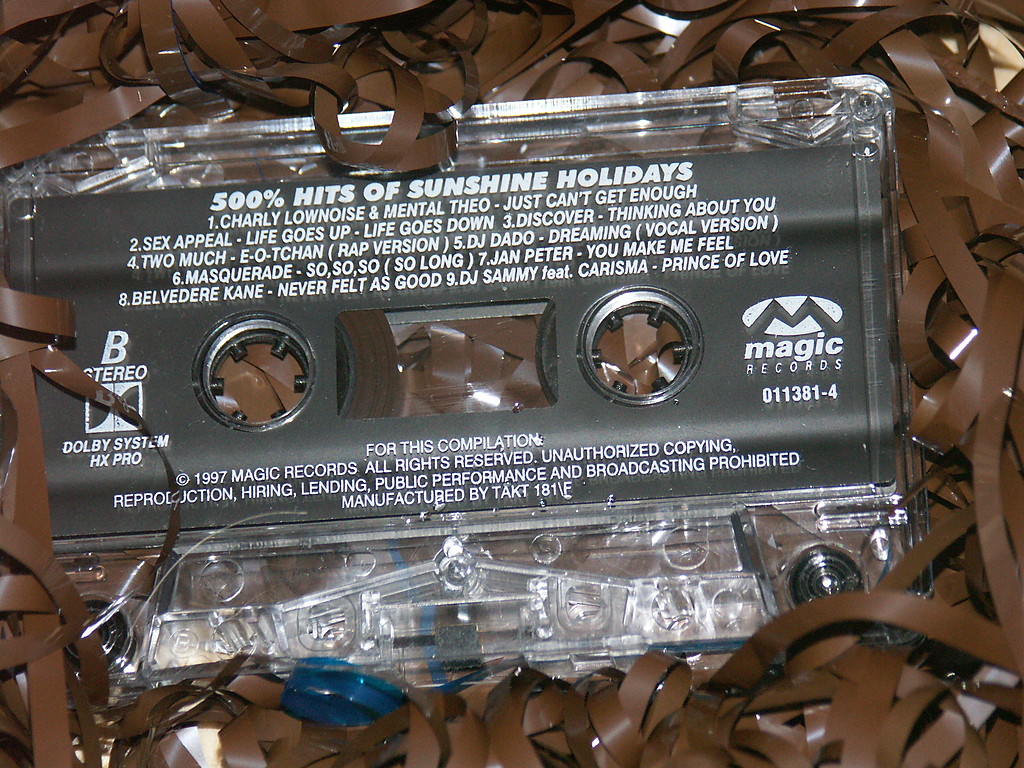 500% HITS OF SUNSHINE HOLIDAYS
1.CHARLY LOWNOISE & MENTAL THEO - JUST CAN'T GET ENOUGH
2.SEX APPEAL - LIFE GOES UP - LIFE GOES DOWN 3.DISCOVER - THINKING ABOUT YOU
4.TWO MUCH - E-O-TCHAN ( RAP VERSION ) 5.DJ DADO - DREAMING ( VOCAL VERSION )
6.MASQUERADE - SO,SO,SO ( SO LONG ) 7.JAN PETER - YOU MAKE ME FEEL
8.BELVEDERE KANE - NEVER FELT AS GOOD 9.DJ SAMMY feat. CARISMA - PRINCE OF LOVE
B
STEREO
DOLBY SYSTEM
HX PRO
magic
RECORDS
011381-4
FOR THIS COMPILATION:
© 1997 MAGIC RECORDS. ALL RIGHTS RESERVED. UNAUTHORIZED COPYING,
REPRODUCTION, HIRING, LENDING, PUBLIC PERFORMANCE AND BROADCASTING PROHIBITED
MANUFACTURED BY TAKT 181\E